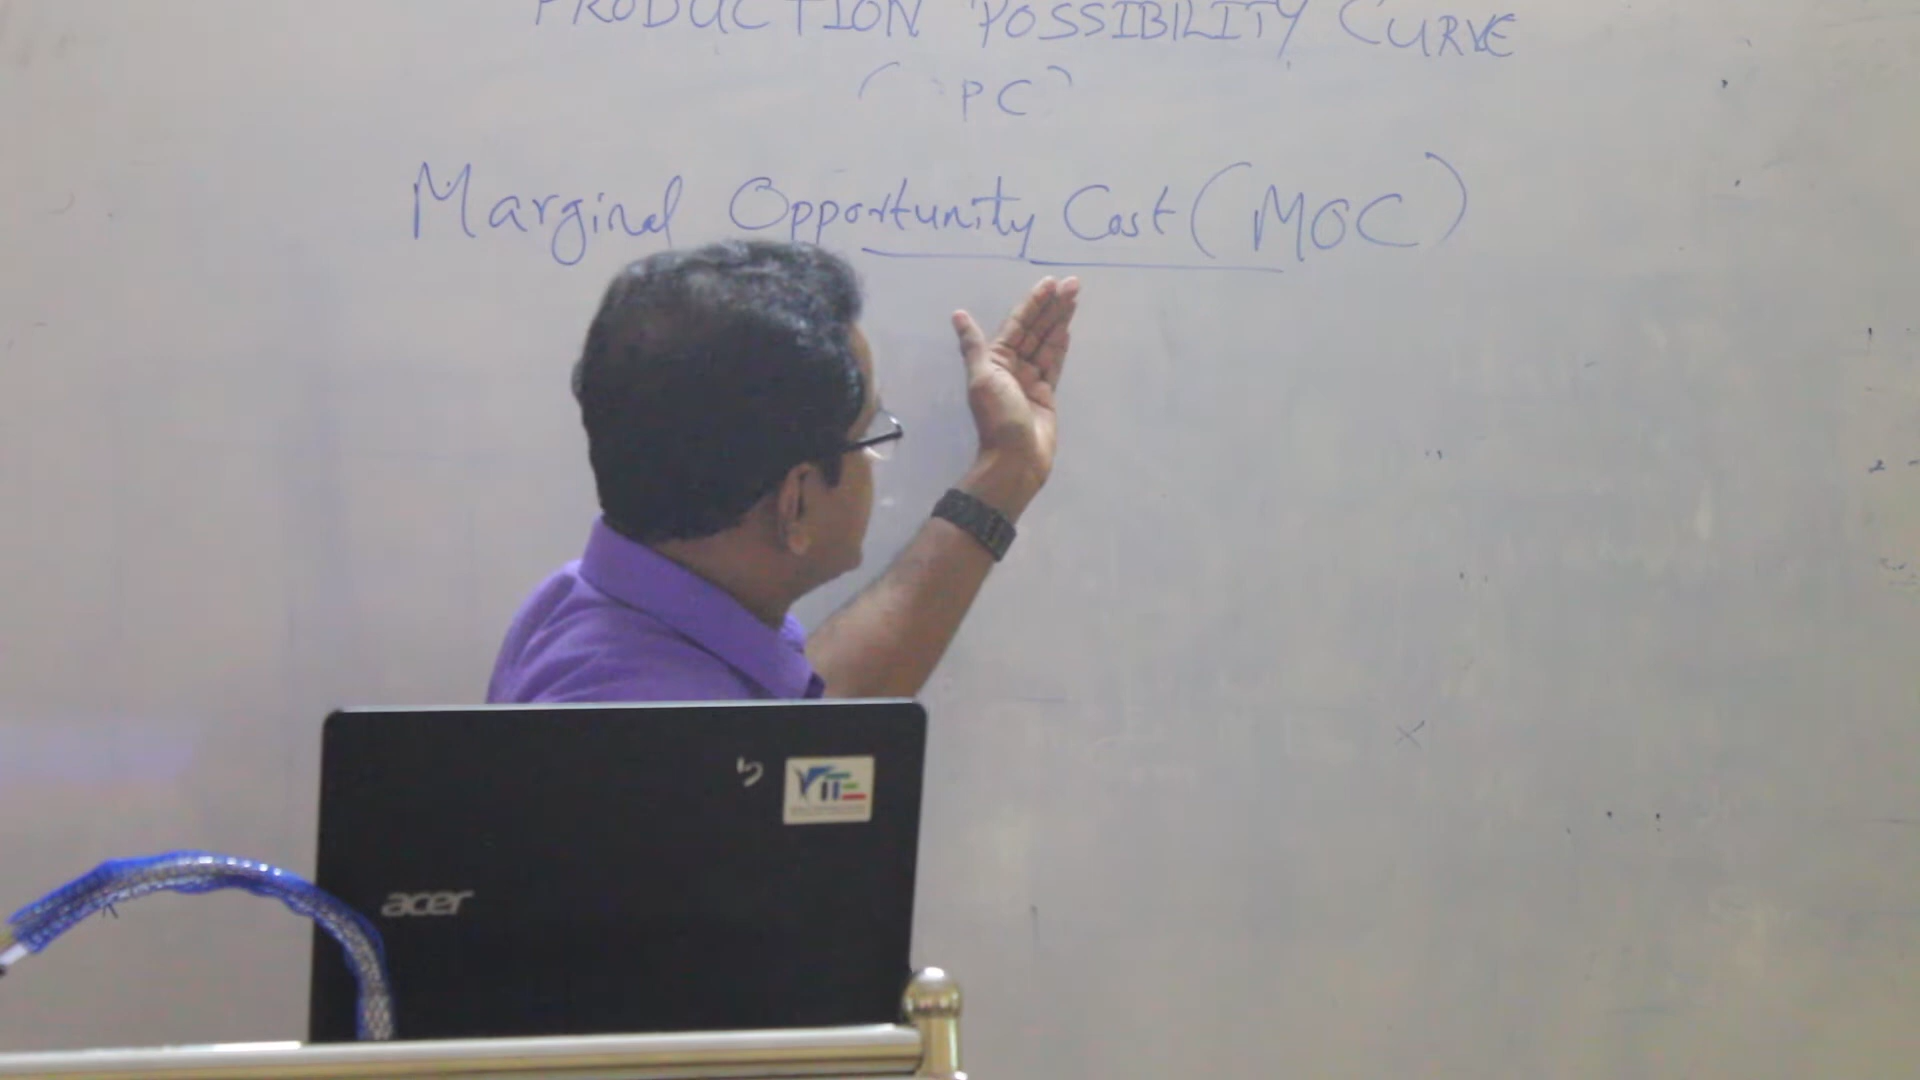 PRODUCTION POSSIBILITY CURVE
( PC)
Marginal Opportunity Cost (MOC)
acer